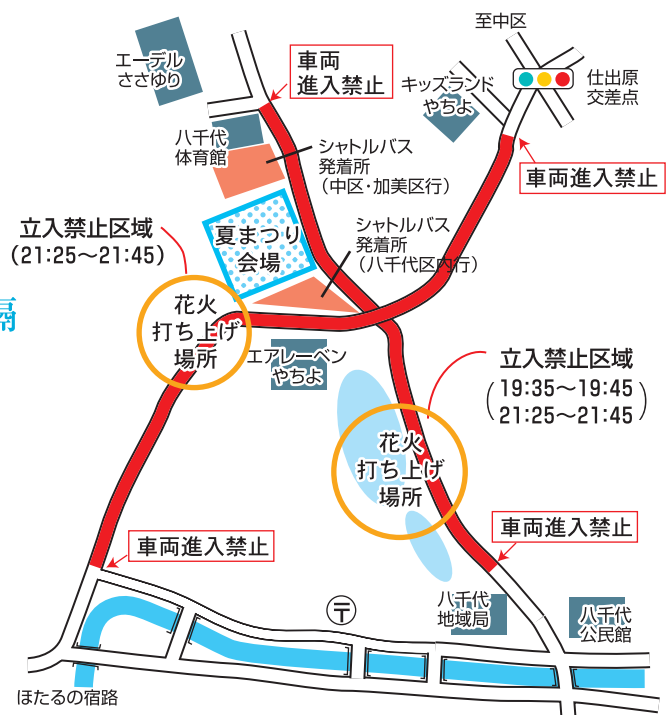 至中区
エーデル
ささゆり
車両
進入禁止
キッズランド
やちよ
仕出原
交差点
八千代
体育館
シャトルバス
発着所
(中区・加美区行)
車両進入禁止
立入禁止区域
(21:25〜21:45)
夏まつり
会場
シャトルバス
発着所
(八千代区内行)
花火
打ち上げ
場所
エアレーベン
やちよ
立入禁止区域
(19:35〜19:45
21:25〜21:45)
花火
打ち上げ
場所
車両進入禁止
車両進入禁止
〒
八千代
地域局
八千代
公民館
ほたるの宿路